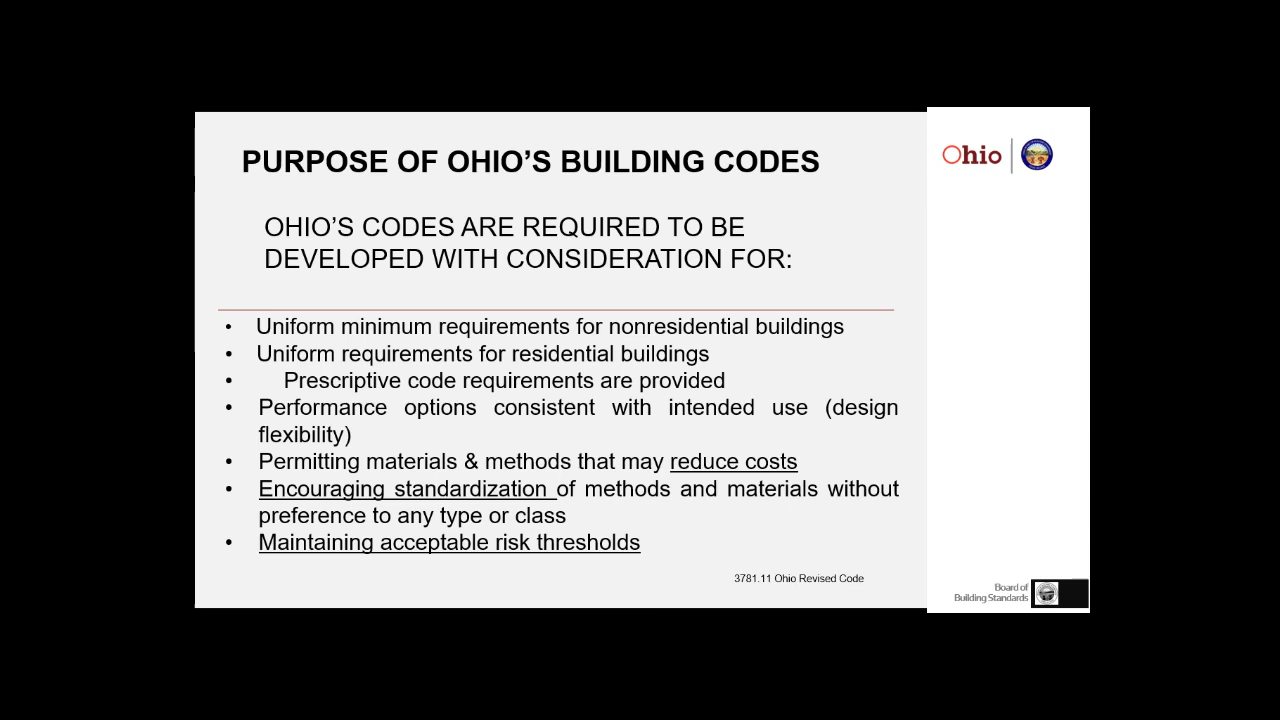 PURPOSE OF OHIO’S BUILDING CODES
Ohio
OHIO’S CODES ARE REQUIRED TO BE
DEVELOPED WITH CONSIDERATION FOR:
• Uniform minimum requirements for nonresidential buildings
• Uniform requirements for residential buildings
• Prescriptive code requirements are provided
• Performance options consistent with intended use (design
flexibility)
• Permitting materials & methods that may reduce costs
• Encouraging standardization of methods and materials without
preference to any type or class
• Maintaining acceptable risk thresholds
3781.11 Ohio Revised Code
Board of
Building Standards